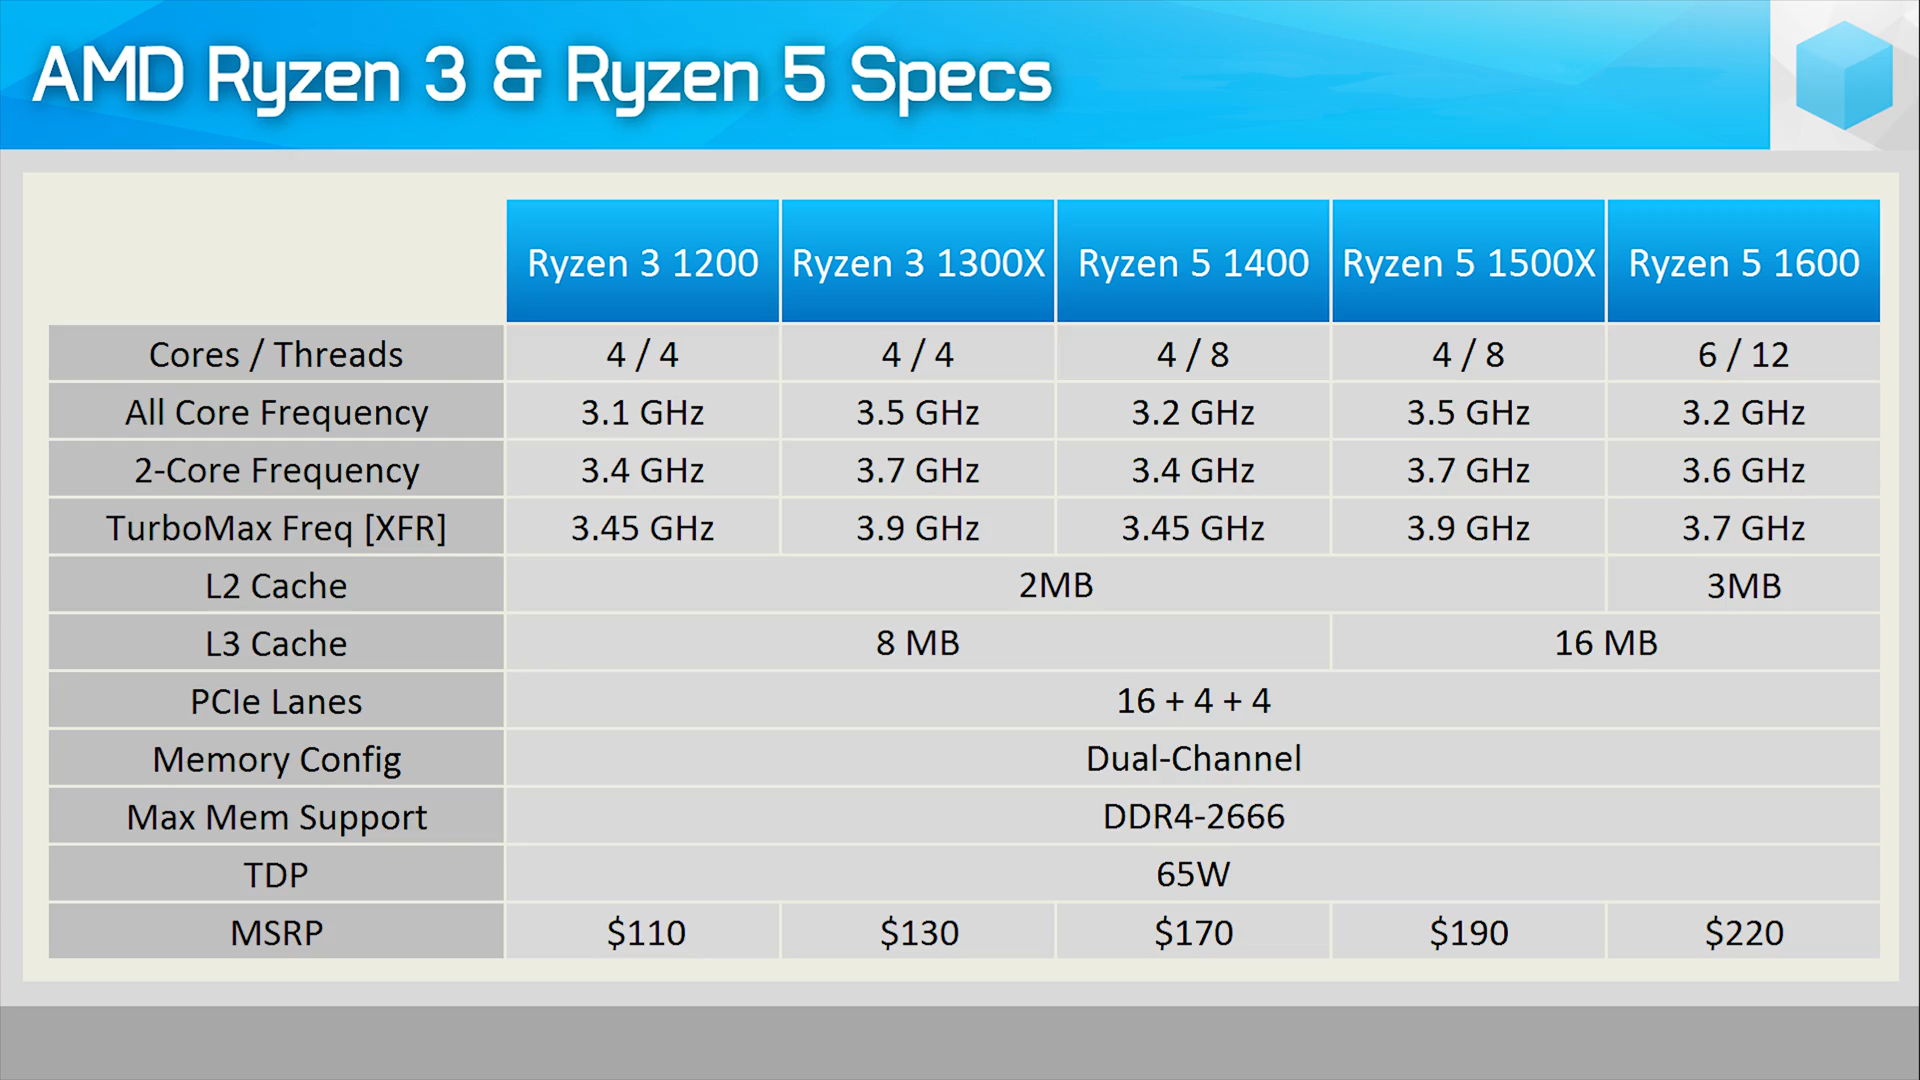 AMD Ryzen 3 & Ryzen 5 Specs
Ryzen 3 1200 Ryzen 3 1300X Ryzen 5 1400 Ryzen 5 1500X Ryzen 5 1600
Cores / Threads 4 / 4 4 / 4 4 / 8 4 / 8 6 / 12
All Core Frequency 3.1 GHz 3.5 GHz 3.2 GHz 3.5 GHz 3.2 GHz
2-Core Frequency 3.4 GHz 3.7 GHz 3.4 GHz 3.7 GHz 3.6 GHz
TurboMax Freq [XFR] 3.45 GHz 3.9 GHz 3.45 GHz 3.9 GHz 3.7 GHz
L2 Cache 2MB 3MB
L3 Cache 8 MB 16 MB
PCIe Lanes 16 + 4 + 4
Memory Config Dual-Channel
Max Mem Support DDR4-2666
TDP 65W
MSRP $110 $130 $170 $190 $220